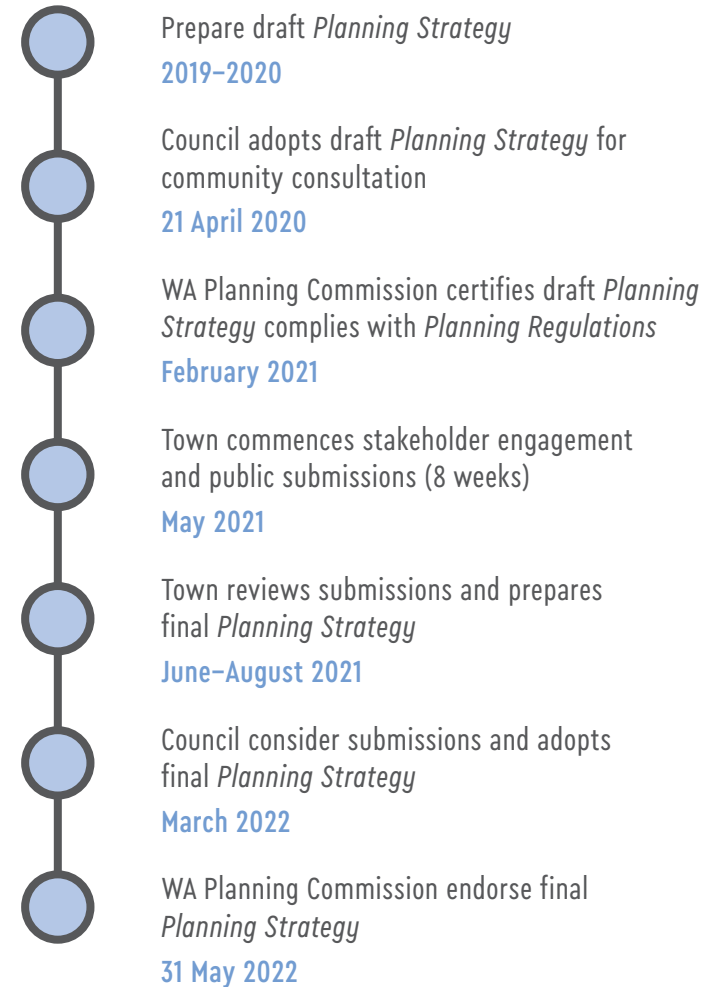 Prepare draft Planning Strategy
2019–2020
Council adopts draft Planning Strategy for
community consultation
21 April 2020
WA Planning Commission certifies draft Planning
Strategy complies with Planning Regulations
February 2021
Town commences stakeholder engagement
and public submissions (8 weeks)
May 2021
Town reviews submissions and prepares
final Planning Strategy
June–August 2021
Council consider submissions and adopts
final Planning Strategy
March 2022
WA Planning Commission endorse final
Planning Strategy
31 May 2022